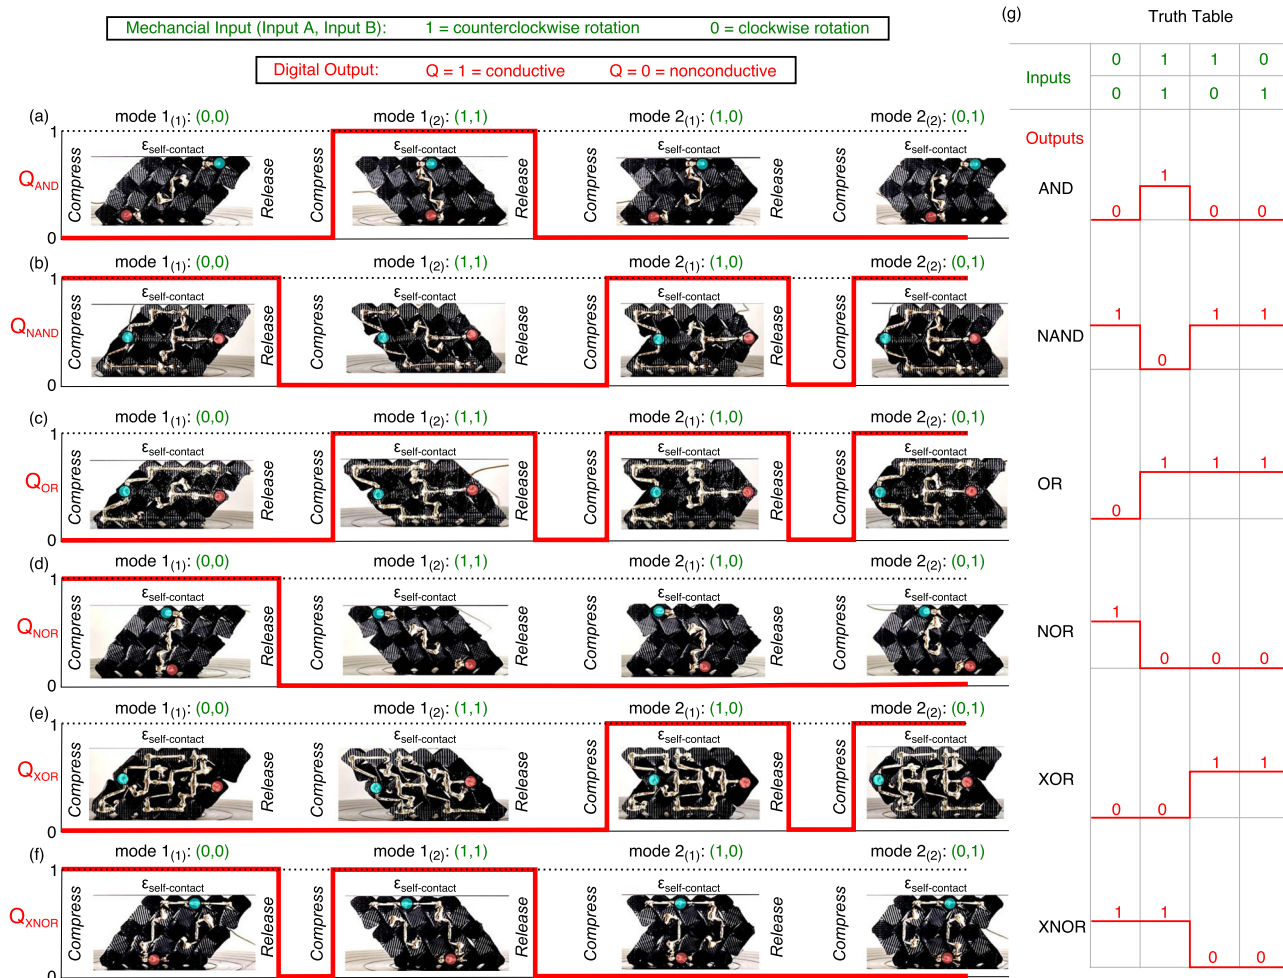 Mechancial Input (Input A, Input B): 1 = counterclockwise rotation 0 = clockwise rotation
Digital Output: Q = 1 = conductive Q = 0 = nonconductive
(a) mode 1(1): (0,0) mode 1(2): (1,1) mode 2(1): (1,0) mode 2(2): (0,1)
1
εself-contact εself-contact εself-contact εself-contact
QAND
Compress Release Compress Release Compress Release Compress
0
(b) mode 1(1): (0,0) mode 1(2): (1,1) mode 2(1): (1,0) mode 2(2): (0,1)
1
εself-contact εself-contact εself-contact εself-contact
QNAND
Compress Release Compress Release Compress Release Compress
0
(c) mode 1(1): (0,0) mode 1(2): (1,1) mode 2(1): (1,0) mode 2(2): (0,1)
1
εself-contact εself-contact εself-contact εself-contact
QOR
Compress Release Compress Release Compress Release Compress
0
(d) mode 1(1): (0,0) mode 1(2): (1,1) mode 2(1): (1,0) mode 2(2): (0,1)
1
εself-contact εself-contact εself-contact εself-contact
QNOR
Compress Release Compress Release Compress Release Compress
0
(e) mode 1(1): (0,0) mode 1(2): (1,1) mode 2(1): (1,0) mode 2(2): (0,1)
1
εself-contact εself-contact εself-contact εself-contact
QXOR
Compress Release Compress Release Compress Release Compress
0
(f) mode 1(1): (0,0) mode 1(2): (1,1) mode 2(1): (1,0) mode 2(2): (0,1)
1
εself-contact εself-contact εself-contact εself-contact
QXNOR
Compress Release Compress Release Compress Release Compress
0
(g) Truth Table
Inputs
0 1 1 0
0 1 0 1
Outputs
AND 0 1 0 0
NAND 1 0 1 1
OR 0 1 1 1
NOR 1 0 0 0
XOR 0 0 1 1
XNOR 1 1 0 0